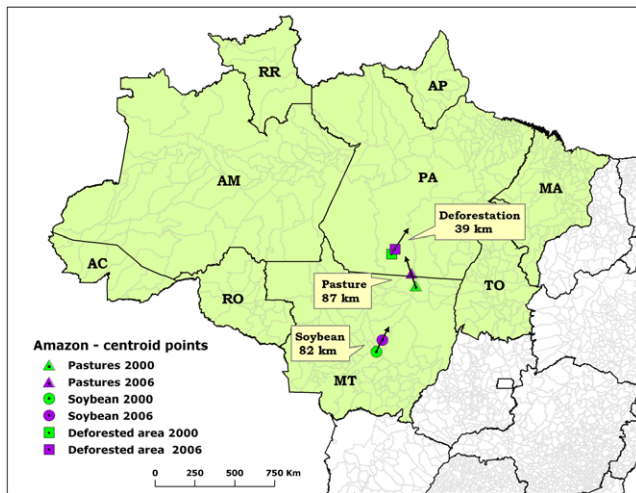 RR
AP
AM
PA
MA
Deforestation
39 km
AC
RO
Pasture
87 km
TO
Soybean
82 km
MT
Amazon - centroid points
Pastures 2000
Pastures 2006
Soybean 2000
Soybean 2006
Deforested area 2000
Deforested area 2006
0 250 500 750 Km